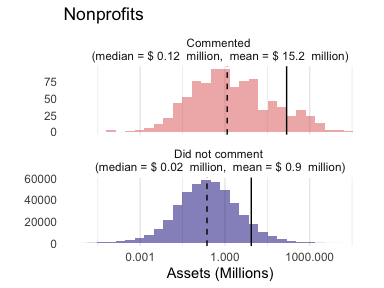 Nonprofits
Commented
(median = $ 0.12 million, mean = $ 15.2 million)
75
50
25
0
Did not comment
(median = $ 0.02 million, mean = $ 0.9 million)
60000
40000
20000
0
0.001 1.000 1000.000
Assets (Millions)